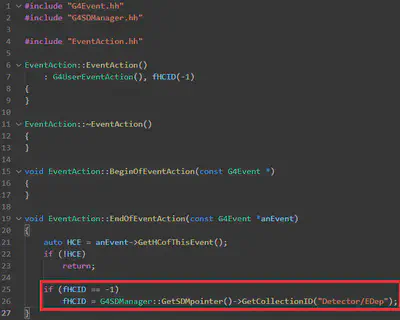 1 #include "G4Event.hh"
2 #include "G4SDManager.hh"
3
4 #include "EventAction.hh"
5
6 EventAction::EventAction()
7 : G4UserEventAction(), fHCID(-1)
8 {
9 }
10
11 EventAction::~EventAction()
12 {
13 }
14
15 void EventAction::BeginOfEventAction(const G4Event *)
16 {
17 }
18
19 void EventAction::EndOfEventAction(const G4Event *anEvent)
20 {
21 auto HCE = anEvent->GetHCofThisEvent();
22 if (!HCE)
23 return;
24
25 if (fHCID == -1)
26 fHCID = G4SDManager::GetSDMpointer()->GetCollectionID("Detector/EDep");
27 }